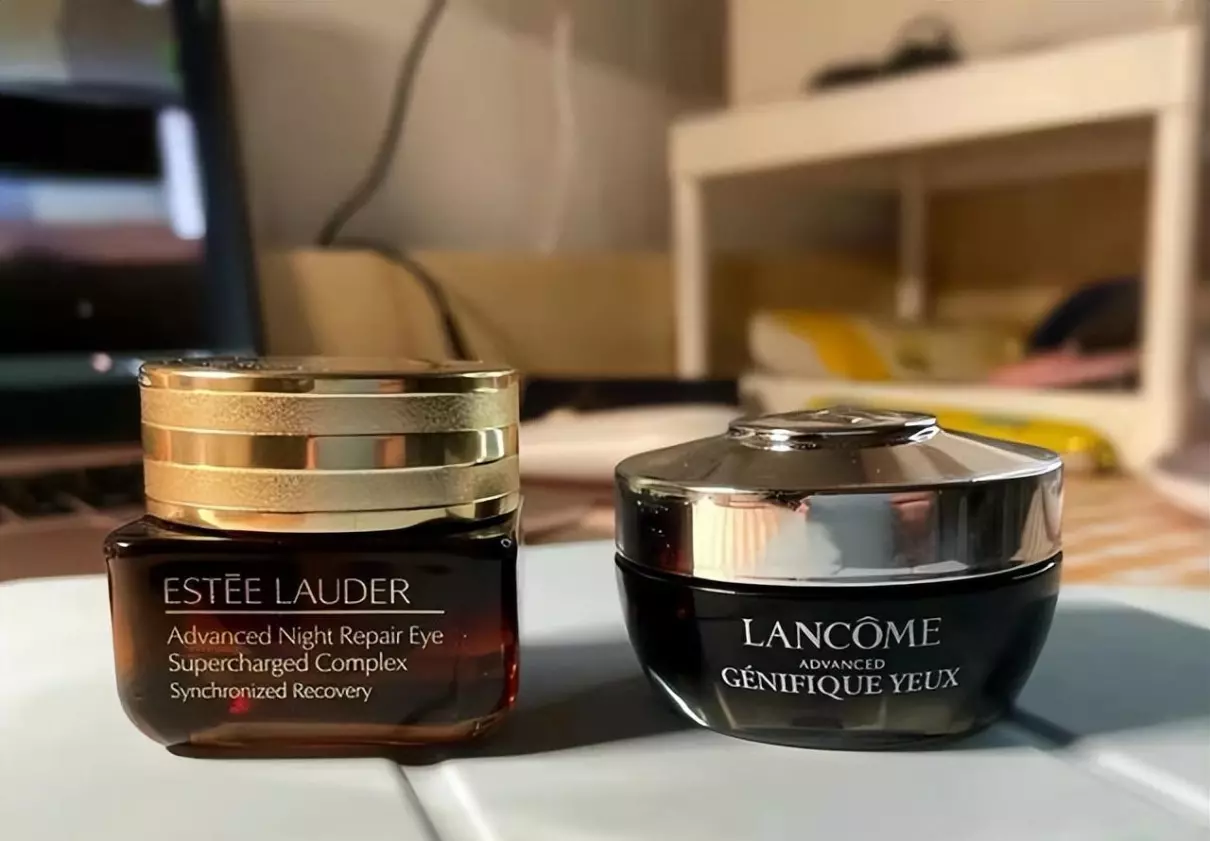 ESTĒE LAUDER
Advanced Night Repair Eye
Supercharged Complex
Synchronized Recovery
LANCÔME
ADVANCED
GÉNIFIQUE YEUX